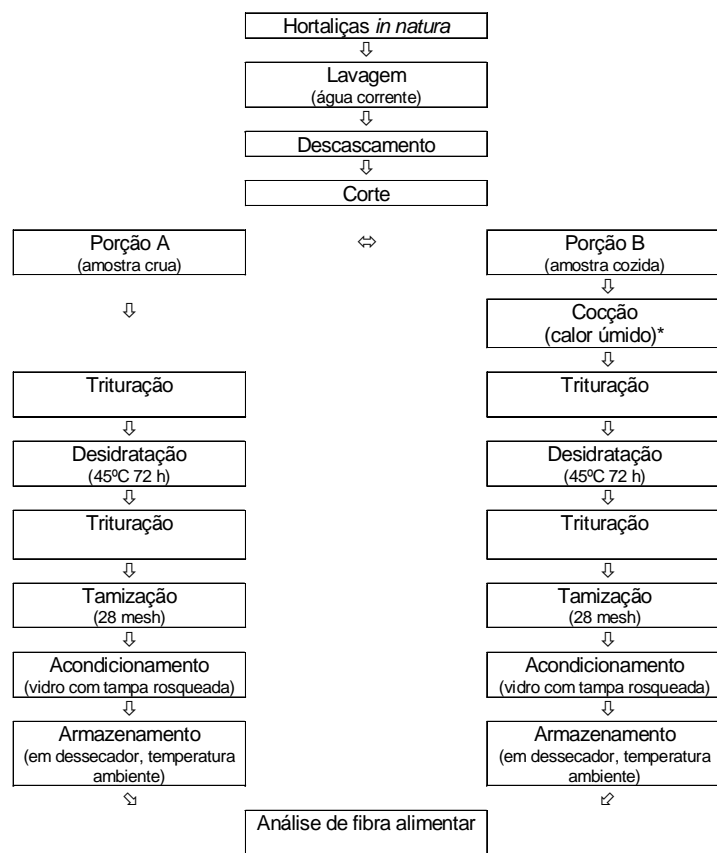 Hortaliças in natura
⇩
Lavagem
(água corrente)
⇩
Descascamento
⇩
Corte
Porção A
(amostra crua)
⇔
Porção B
(amostra cozida)
⇩
⇩
Cocção
(calor úmido)*
⇩
Trituração
Trituração
⇩
⇩
Desidratação
(45ºC 72 h)
Desidratação
(45ºC 72 h)
⇩
⇩
Trituração
Trituração
⇩
⇩
Tamização
(28 mesh)
Tamização
(28 mesh)
⇩
⇩
Acondicionamento
(vidro com tampa rosqueada)
Acondicionamento
(vidro com tampa rosqueada)
⇩
⇩
Armazenamento
(em dessecador, temperatura
ambiente)
Armazenamento
(em dessecador, temperatura
ambiente)
Análise de fibra alimentar